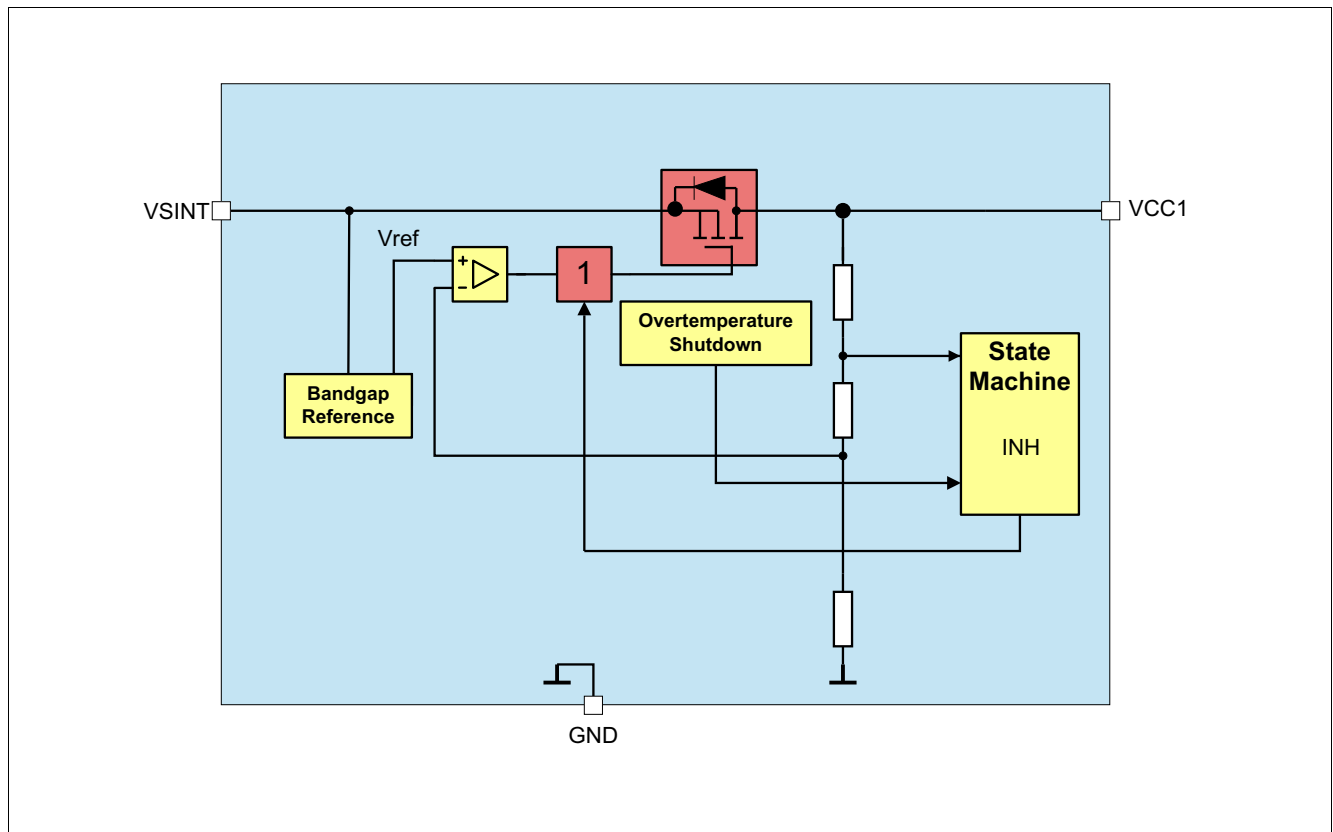 VSINT
VCC1
Vref
+
-
1
Overtemperature
Shutdown
State
Machine
INH
Bandgap
Reference
GND